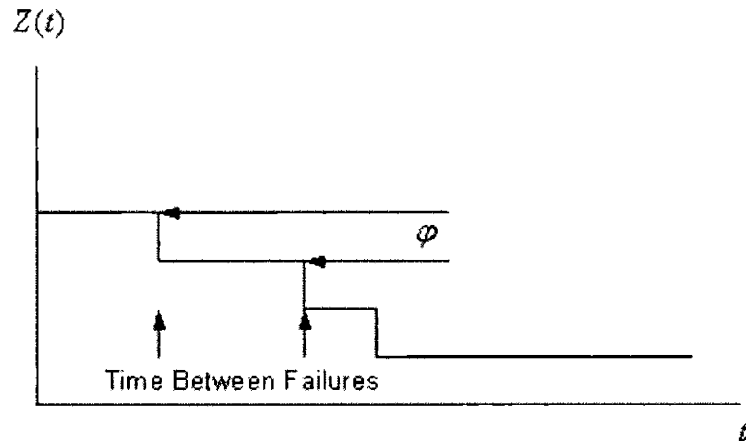 Z(t)
φ
Time Between Failures
t